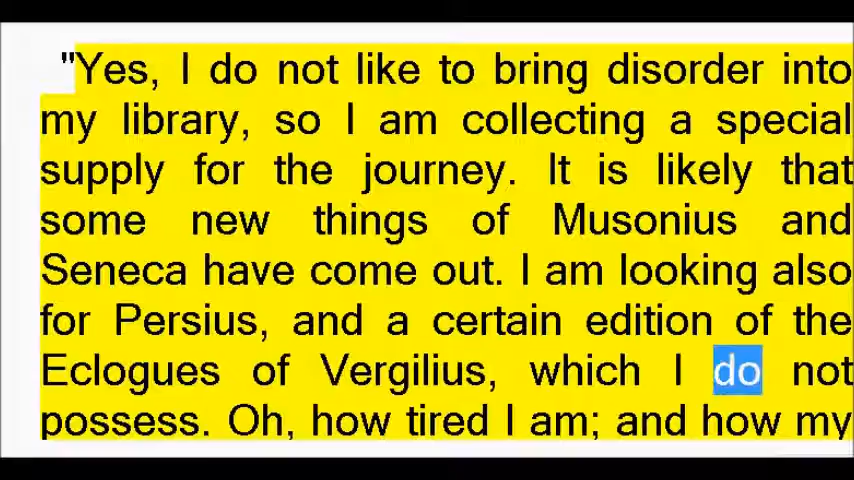 "Yes, I do not like to bring disorder into
my library, so I am collecting a special
supply for the journey. It is likely that
some new things of Musonius and
Seneca have come out. I am looking also
for Persius, and a certain edition of the
Eclogues of Vergilius, which I do not
possess. Oh, how tired I am; and how my